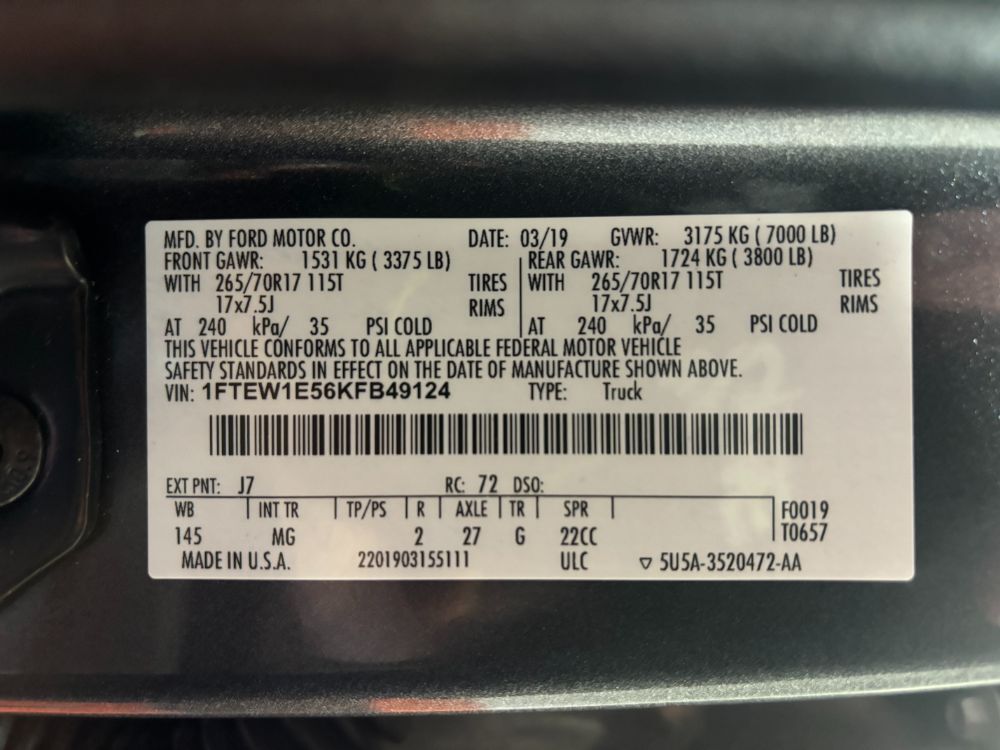 MFD. BY FORD MOTOR CO. DATE: 03/19 GVWR: 3175 KG ( 7000 LB)
FRONT GAWR: 1531 KG ( 3375 LB) REAR GAWR: 1724 KG ( 3800 LB)
WITH 265/70R17 115T TIRES WITH 265/70R17 115T TIRES
17x7.5J RIMS 17x7.5J RIMS
AT 240 kPa/ 35 PSI COLD AT 240 kPa/ 35 PSI COLD
THIS VEHICLE CONFORMS TO ALL APPLICABLE FEDERAL MOTOR VEHICLE
SAFETY STANDARDS IN EFFECT ON THE DATE OF MANUFACTURE SHOWN ABOVE.
VIN: 1FTEW1E56KFB49124 TYPE: Truck
EXT PNT: J7 RC: 72 DSO:
WB INT TR TP/PS R AXLE TR SPR F0019
145 MG 2 27 G 22CC T0657
MADE IN U.S.A. 2201903155111 ULC ▽ 5U5A-3520472-AA